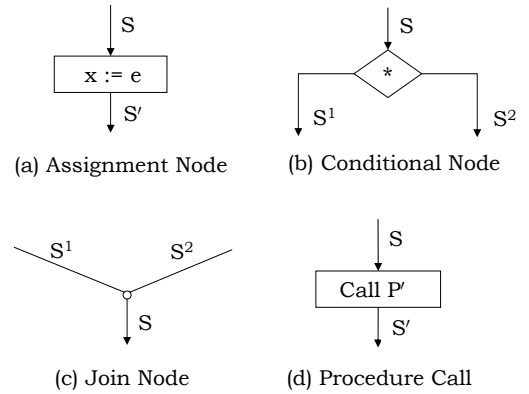 S
x := e
S′
(a) Assignment Node
S
*
S¹
S²
(b) Conditional Node
S¹
S²
S
(c) Join Node
S
Call P′
S′
(d) Procedure Call